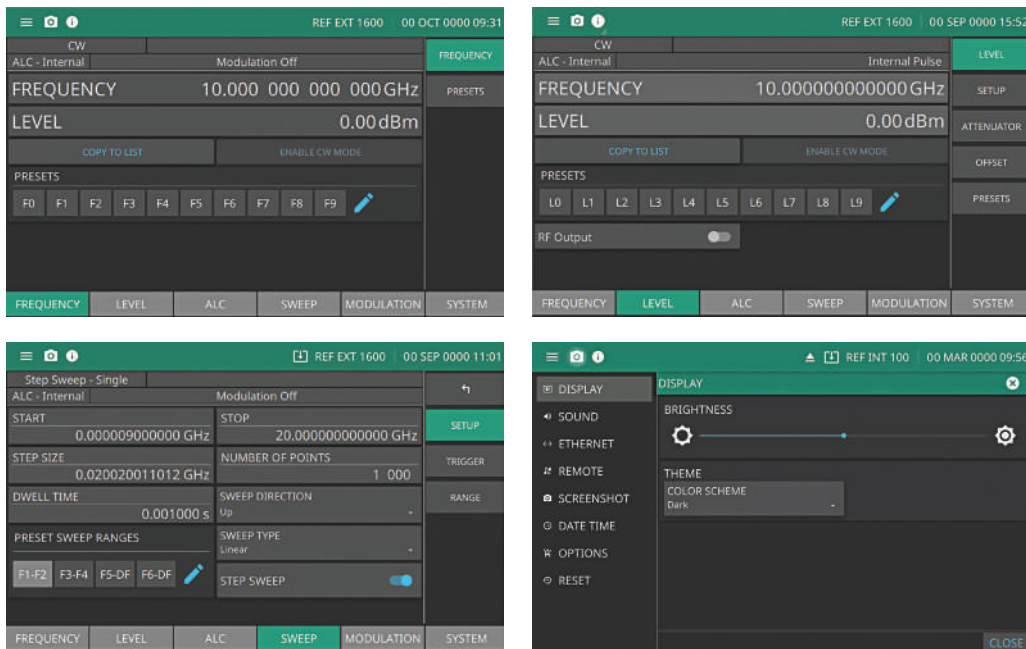 REF EXT 1600 00 OCT 0000 09:31
CW
ALC - Internal Modulation Off
FREQUENCY 10.000 000 000 000 GHz
LEVEL 0.00 dBm
COPY TO LIST ENABLE CW MODE
PRESETS
F0 F1 F2 F3 F4 F5 F6 F7 F8 F9
FREQUENCY
PRESETS
FREQUENCY LEVEL ALC SWEEP MODULATION SYSTEM
REF EXT 1600 00 SEP 0000 15:52
CW
ALC - Internal Internal Pulse
FREQUENCY 10.000000000000 GHz
LEVEL 0.00 dBm
COPY TO LIST ENABLE CW MODE
PRESETS
L0 L1 L2 L3 L4 L5 L6 L7 L8 L9
RF Output
LEVEL
SETUP
ATTENUATOR
OFFSET
PRESETS
FREQUENCY LEVEL ALC SWEEP MODULATION SYSTEM
REF EXT 1600 00 SEP 0000 11:01
Step Sweep - Single
ALC - Internal Modulation Off
START STOP
0.000009000000 GHz 20.000000000000 GHz
STEP SIZE NUMBER OF POINTS
0.020020011012 GHz 1 000
DWELL TIME SWEEP DIRECTION
0.001000 s Up
PRESET SWEEP RANGES SWEEP TYPE
Linear
F1-F2 F3-F4 F5-DF F6-DF STEP SWEEP
SETUP
TRIGGER
RANGE
FREQUENCY LEVEL ALC SWEEP MODULATION SYSTEM
REF INT 100 00 MAR 0000 09:56
DISPLAY
SOUND
ETHERNET
REMOTE
SCREENSHOT
DATE TIME
OPTIONS
RESET
DISPLAY
BRIGHTNESS
THEME
COLOR SCHEME
Dark
CLOSE